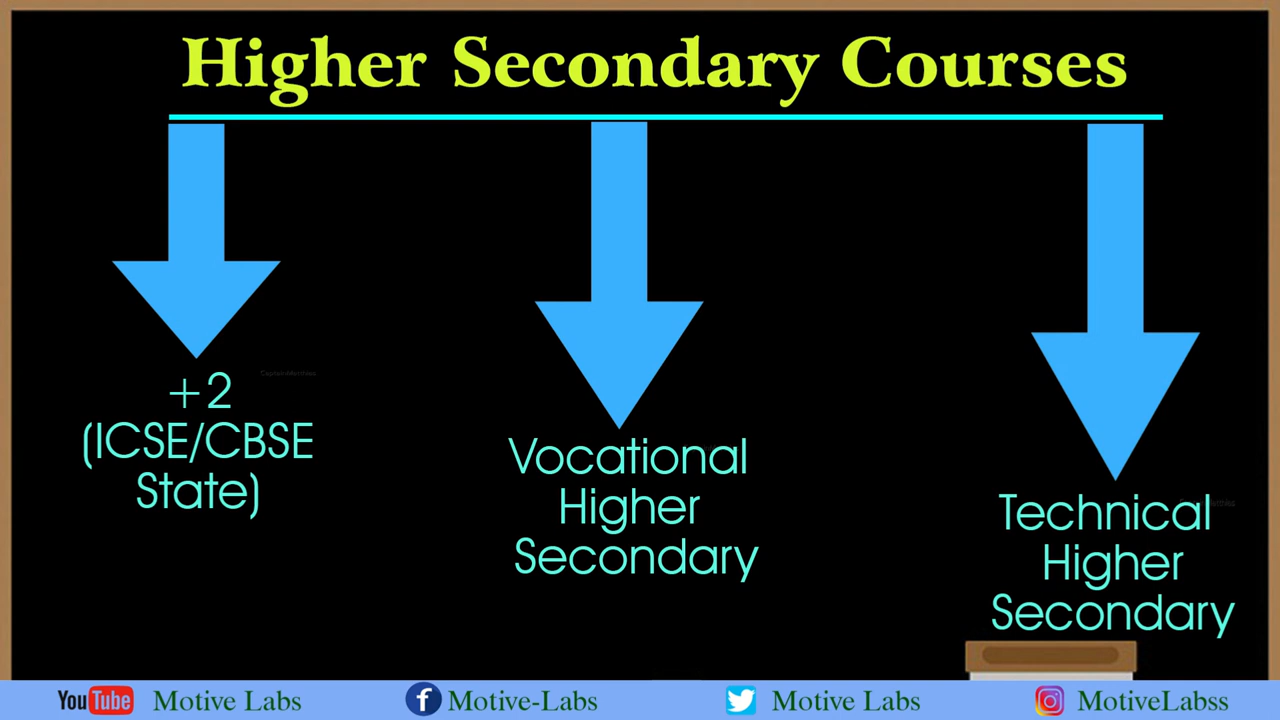 Higher Secondary Courses
+2
(ICSE/CBSE
State)
Vocational
Higher
Secondary
Technical
Higher
Secondary
YouTube Motive Labs
f Motive-Labs
Motive Labs
MotiveLabss